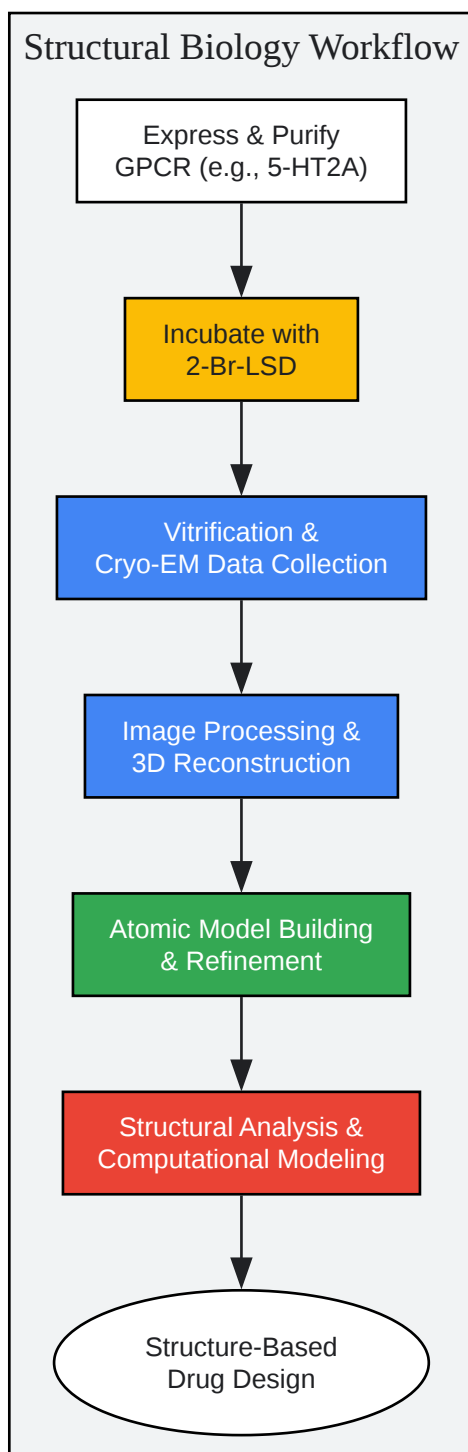 Structural Biology Workflow
Express & Purify
GPCR (e.g., 5-HT2A)
Incubate with
2-Br-LSD
Vitrification &
Cryo-EM Data Collection
Image Processing &
3D Reconstruction
Atomic Model Building
& Refinement
Structural Analysis &
Computational Modeling
Structure-Based
Drug Design